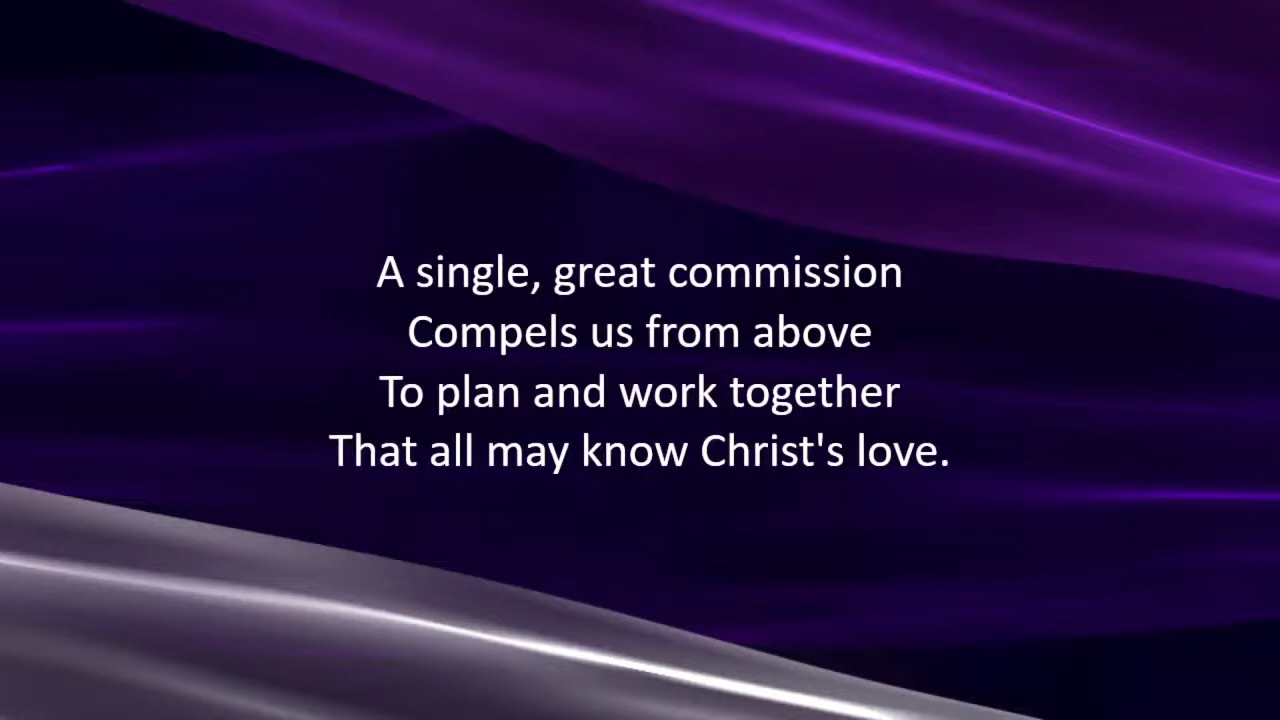 A single, great commission
Compels us from above
To plan and work together
That all may know Christ's love.